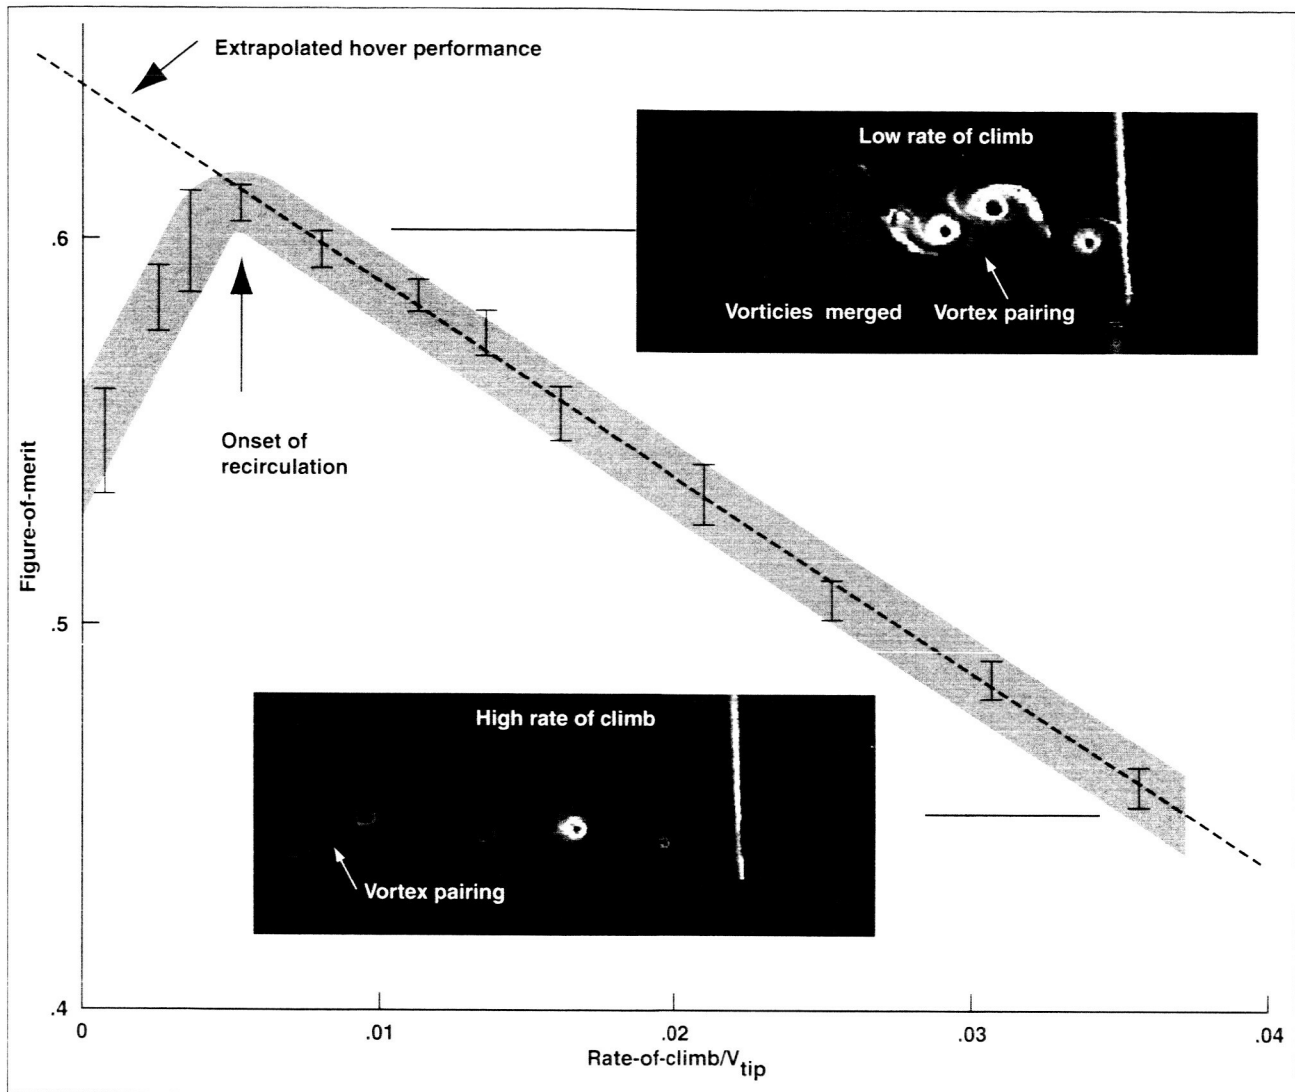 Extrapolated hover performance
Low rate of climb
Vorticies merged
Vortex pairing
.6
Onset of
recirculation
Figure-of-merit
.5
High rate of climb
Vortex pairing
.4
0
.01
.02
.03
.04
Rate-of-climb/Vtip